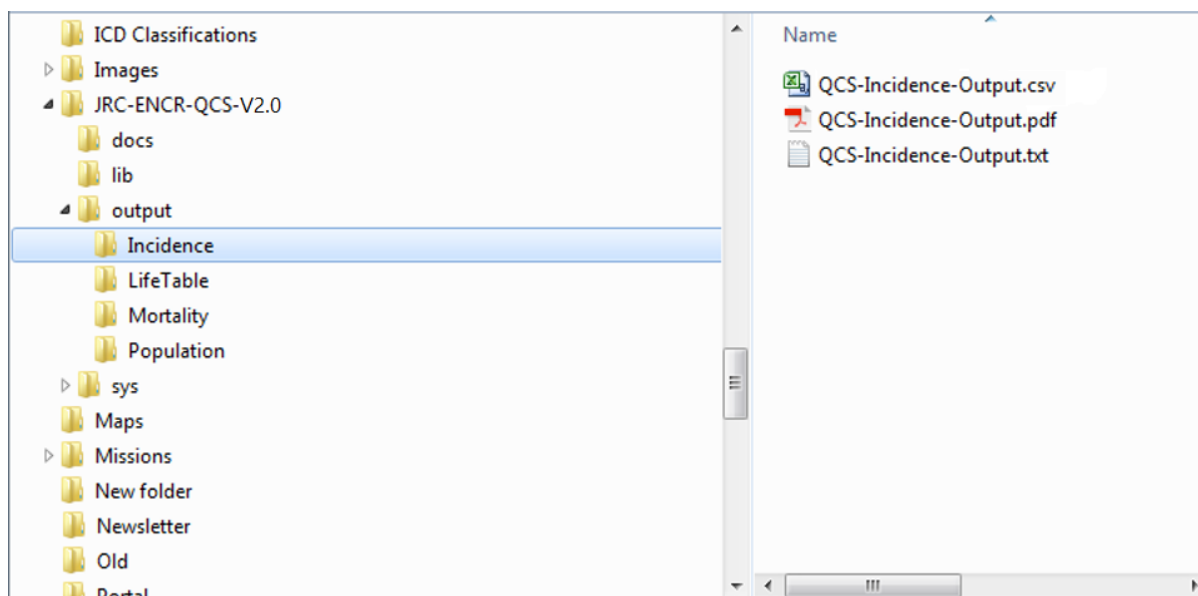 ICD Classifications
Images
JRC-ENCR-QCS-V2.0
docs
lib
output
Incidence
LifeTable
Mortality
Population
sys
Maps
Missions
New folder
Newsletter
Old
Portal
Name
QCS-Incidence-Output.csv
QCS-Incidence-Output.pdf
QCS-Incidence-Output.txt